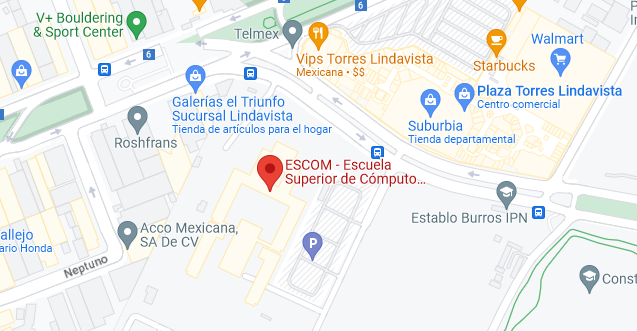 V+ Bouldering
& Sport Center
6
Telmex
6
Vips Torres Lindavista
Mexicana • $$
Starbucks
Walmart
Plaza Torres Lindavista
Centro comercial
Galerías el Triunfo
Sucursal Lindavista
Tienda de artículos para el hogar
Suburbia
Tienda departamental
Roshfrans
ESCOM - Escuela
Superior de Cómputo...
Establo Burros IPN
Acco Mexicana,
SA De CV
P
allejo
ario Honda
Neptuno
Const